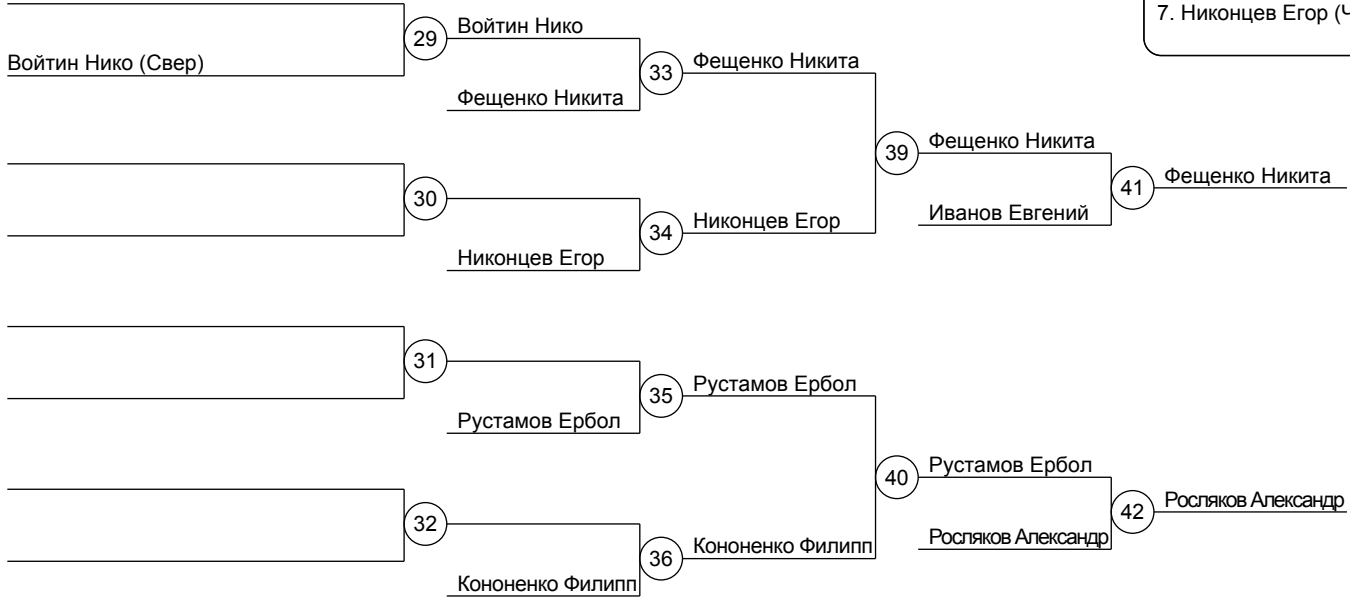 7. Никонцев Егор (Ч
29
Войтин Нико
Войтин Нико (Свер)
33
Фещенко Никита
Фещенко Никита
39
Фещенко Никита
41
Фещенко Никита
30
Иванов Евгений
34
Никонцев Егор
Никонцев Егор
31
35
Рустамов Ербол
Рустамов Ербол
40
Рустамов Ербол
42
Росляков Александр
32
Росляков Александр
36
Кононенко Филипп
Кононенко Филипп